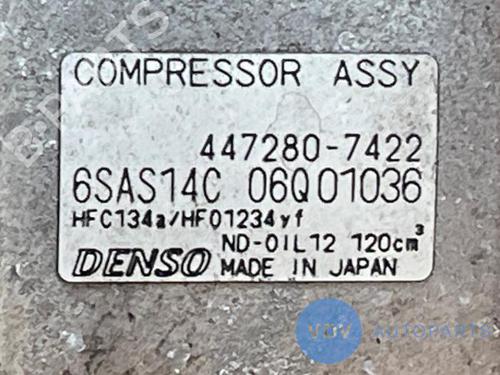 COMPRESSOR ASSY
447280-7422
6SAS14C 06Q01036
HFC134a/HFO1234yf
ND-OIL12 120cm³
DENSO MADE IN JAPAN
VDV AUTOPARTS